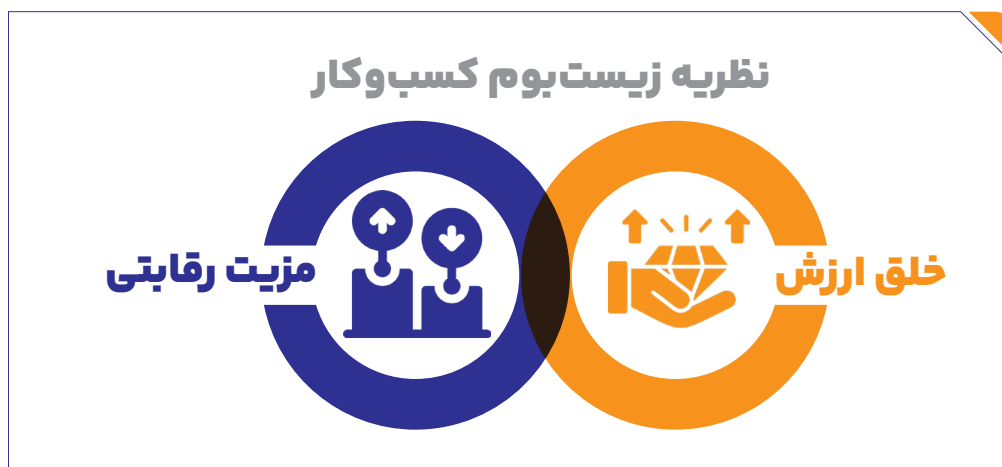 نظریه زیست‌بوم کسب‌وکار
خلق ارزش
مزیت رقابتی